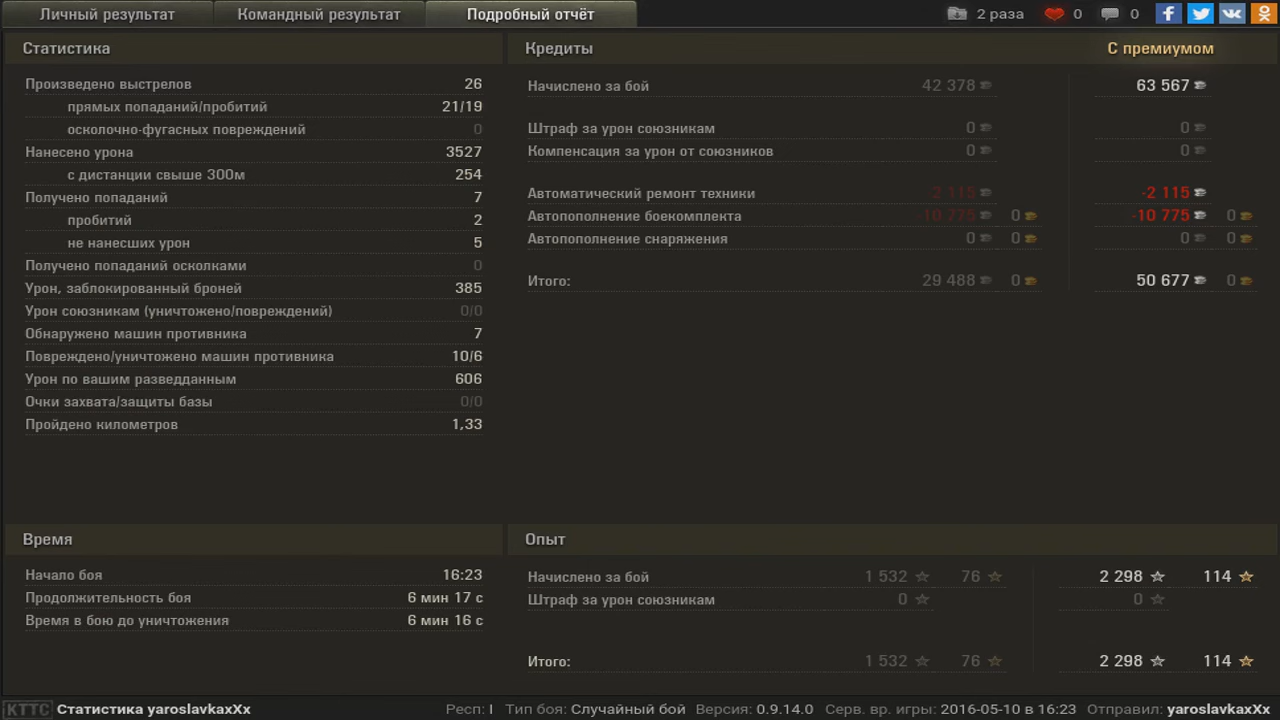 Личный результат Командный результат Подробный отчёт 2 раза 0 0
Статистика
Произведено выстрелов 26
прямых попаданий/пробитий 21/19
осколочно-фугасных повреждений 0
Нанесено урона 3527
с дистанции свыше 300м 254
Получено попаданий 7
пробитий 2
не нанесших урон 5
Получено попаданий осколками 0
Урон, заблокированный броней 385
Урон союзникам (уничтожено/повреждений) 0/0
Обнаружено машин противника 7
Повреждено/уничтожено машин противника 10/6
Урон по вашим разведданным 606
Очки захвата/защиты базы 0/0
Пройдено километров 1,33
Кредиты С премиумом
Начислено за бой 42 378 63 567
Штраф за урон союзникам 0 0
Компенсация за урон от союзников 0 0
Автоматический ремонт техники -2 115 -2 115
Автопополнение боекомплекта -10 775 0 -10 775 0
Автопополнение снаряжения 0 0 0 0
Итого: 29 488 0 50 677 0
Время
Начало боя 16:23
Продолжительность боя 6 мин 17 с
Время в бою до уничтожения 6 мин 16 с
Опыт
Начислено за бой 1 532 76 2 298 114
Штраф за урон союзникам 0 0
Итого: 1 532 76 2 298 114
КТТС Статистика yaroslavkaxXx Респ: I Тип боя: Случайный бой Версия: 0.9.14.0 Серв. вр. игры: 2016-05-10 в 16:23 Отправил: yaroslavkaxXx